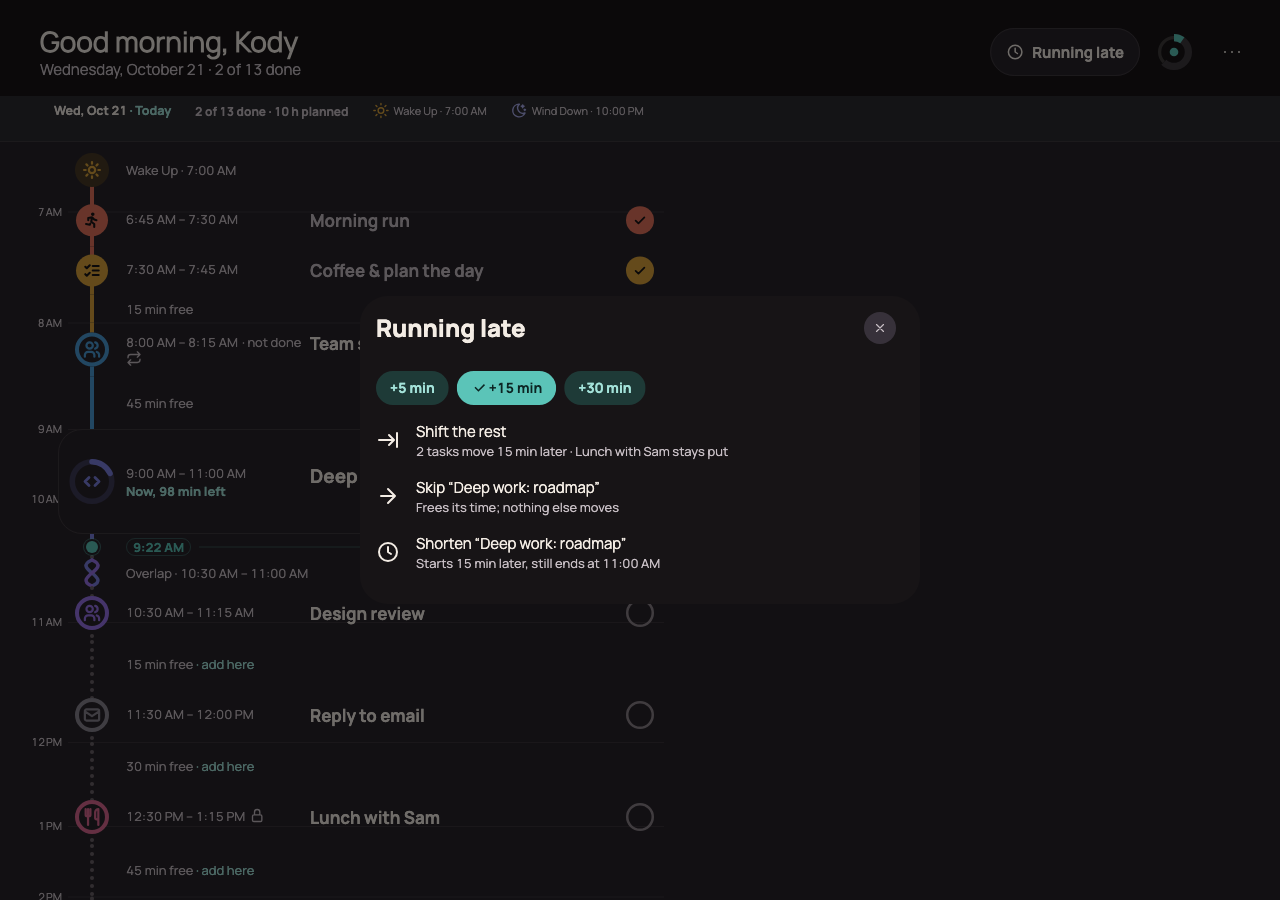 Good morning, Kody
Wednesday, October 21 · 2 of 13 done
Running late
Wed, Oct 21 · Today
2 of 13 done · 10 h planned
Wake Up · 7:00 AM
Wind Down · 10:00 PM
Wake Up · 7:00 AM
7 AM
6:45 AM – 7:30 AM
Morning run
7:30 AM – 7:45 AM
Coffee & plan the day
15 min free
8 AM
8:00 AM – 8:15 AM · not done
Team
45 min free
9 AM
9:00 AM – 11:00 AM
Now, 98 min left
Deep
10 AM
9:22 AM
Overlap · 10:30 AM – 11:00 AM
10:30 AM – 11:15 AM
Design review
11 AM
15 min free · add here
11:30 AM – 12:00 PM
Reply to email
12 PM
30 min free · add here
12:30 PM – 1:15 PM
Lunch with Sam
1 PM
45 min free · add here
2 PM
Running late
+5 min
+15 min
+30 min
Shift the rest
2 tasks move 15 min later · Lunch with Sam stays put
Skip “Deep work: roadmap”
Frees its time; nothing else moves
Shorten “Deep work: roadmap”
Starts 15 min later, still ends at 11:00 AM